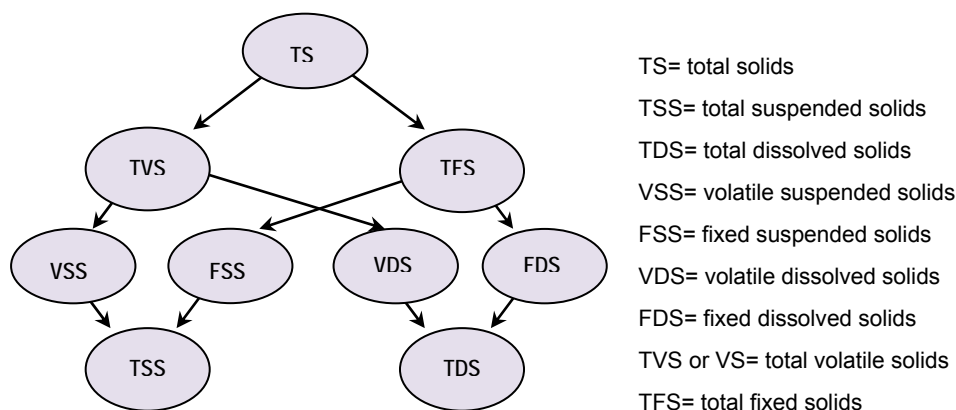 TS
TVS
TFS
VSS
FSS
VDS
FDS
TSS
TDS
TS= total solids
TSS= total suspended solids
TDS= total dissolved solids
VSS= volatile suspended solids
FSS= fixed suspended solids
VDS= volatile dissolved solids
FDS= fixed dissolved solids
TVS or VS= total volatile solids
TFS= total fixed solids